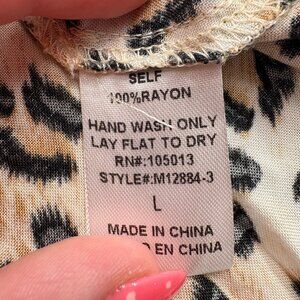 SELF
100%RAYON
HAND WASH ONLY
LAY FLAT TO DRY
RN#:105013
STYLE#:M12884-3
L
MADE IN CHINA
EN CHINA